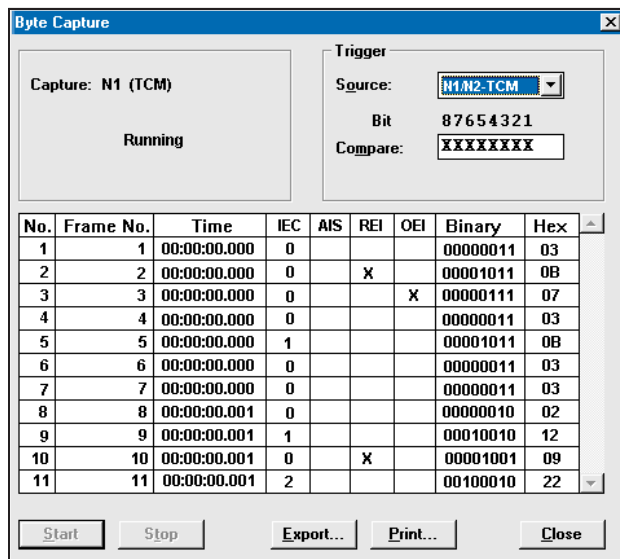 Byte Capture
Capture: N1 (TCM)
Running
Trigger
Source: N1/N2-TCM
Bit 87654321
Compare: XXXXXXXX
No. Frame No. Time IEC AIS REI OEI Binary Hex
1 1 00:00:00.000 0 00000011 03
2 2 00:00:00.000 0 X 00001011 0B
3 3 00:00:00.000 0 X 00000111 07
4 4 00:00:00.000 0 00000011 03
5 5 00:00:00.000 1 00001011 0B
6 6 00:00:00.000 0 00000011 03
7 7 00:00:00.000 0 00000011 03
8 8 00:00:00.001 0 00000010 02
9 9 00:00:00.001 1 00010010 12
10 10 00:00:00.001 0 X 00001001 09
11 11 00:00:00.001 2 00100010 22
Start Stop Export... Print... Close